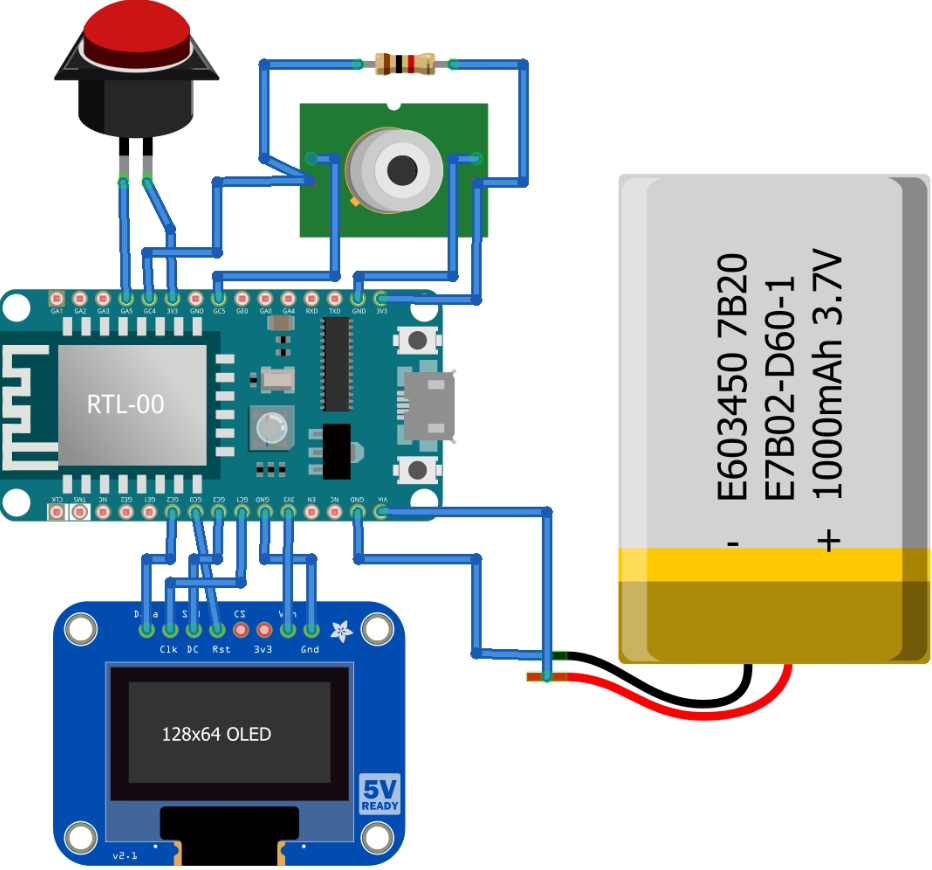 GA1 GA2 GA3 GA5 GC4 3V3 GND GC5 GE0 GA0 GA4 RXD TXD GND 3V3
RTL-00
CLK TMS NC GE2 GE1 GC2 GC0 GC3 GC1 GND 3V3 EN NC GND Vin
Data CS Vin
Clk DC Rst 3v3 Gnd
128x64 OLED
5V
READY
v2.1
E603450 7B20
E7B02-D60-1
1000mAh 3.7V
- +